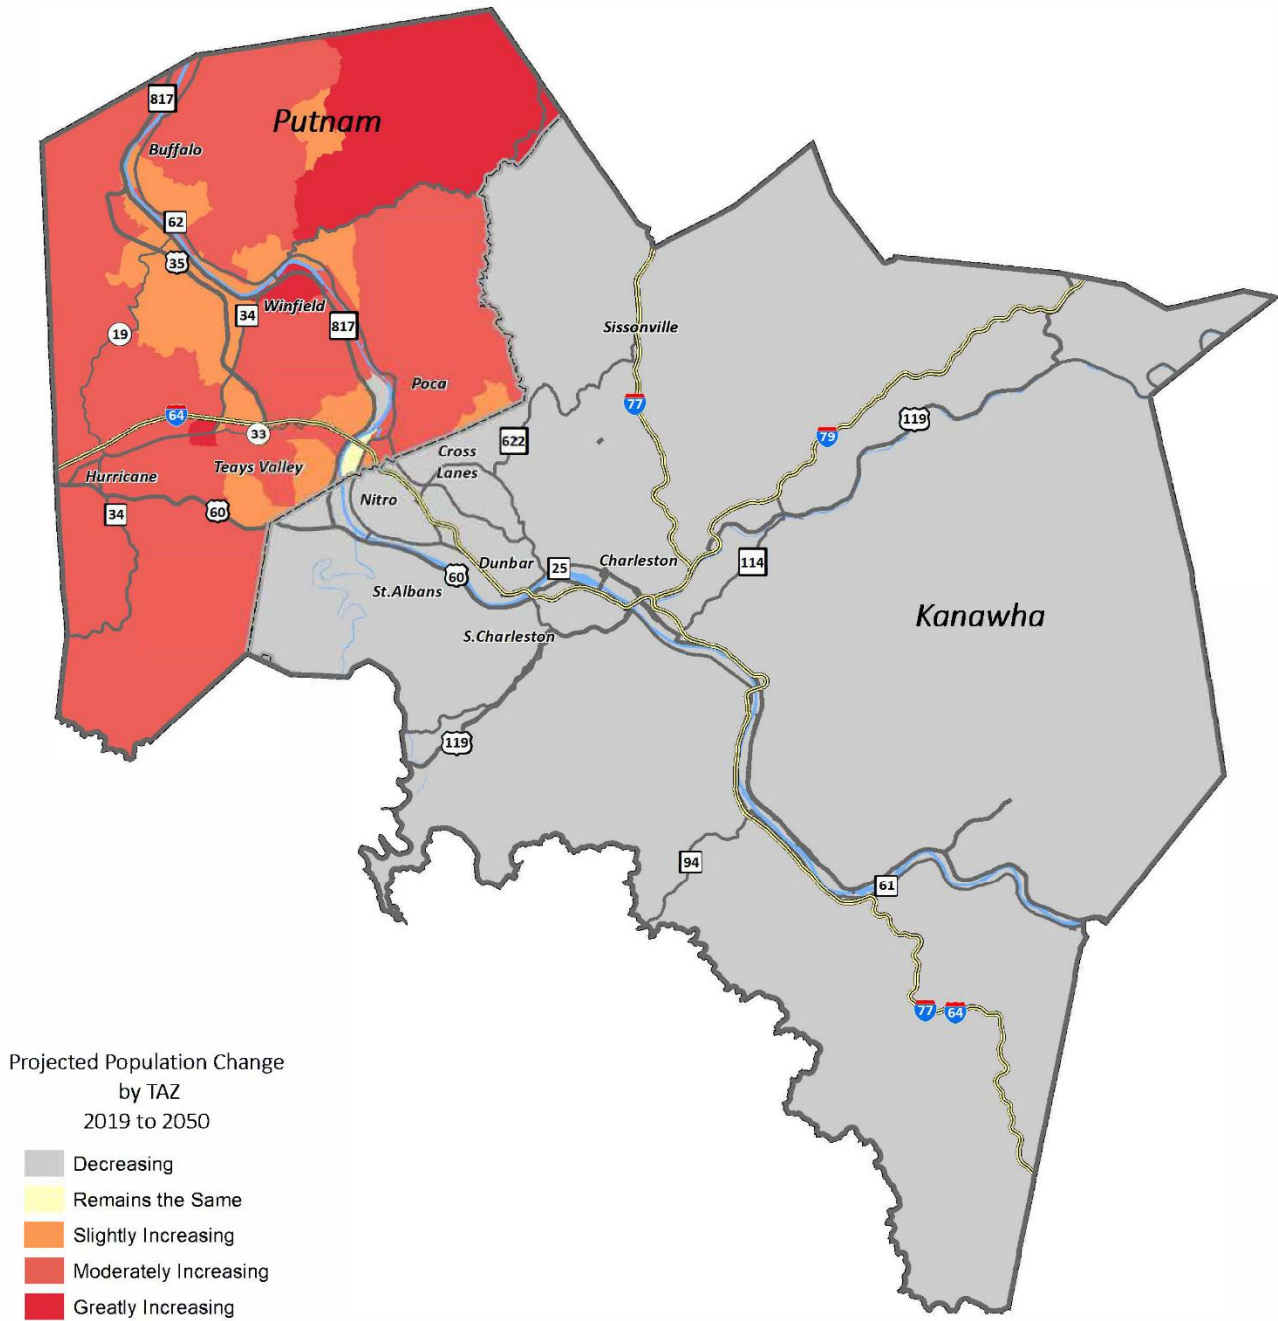 817
Putnam
Buffalo
62
35
Winfield
34
817
19
Sissonville
Poca
77
64
33
119
79
622
Cross
Lanes
Teays Valley
Hurricane
Nitro
34
60
Dunbar
25
Charleston
114
60
St.Albans
Kanawha
S.Charleston
119
94
61
77
64
Projected Population Change
by TAZ
2019 to 2050
Decreasing
Remains the Same
Slightly Increasing
Moderately Increasing
Greatly Increasing